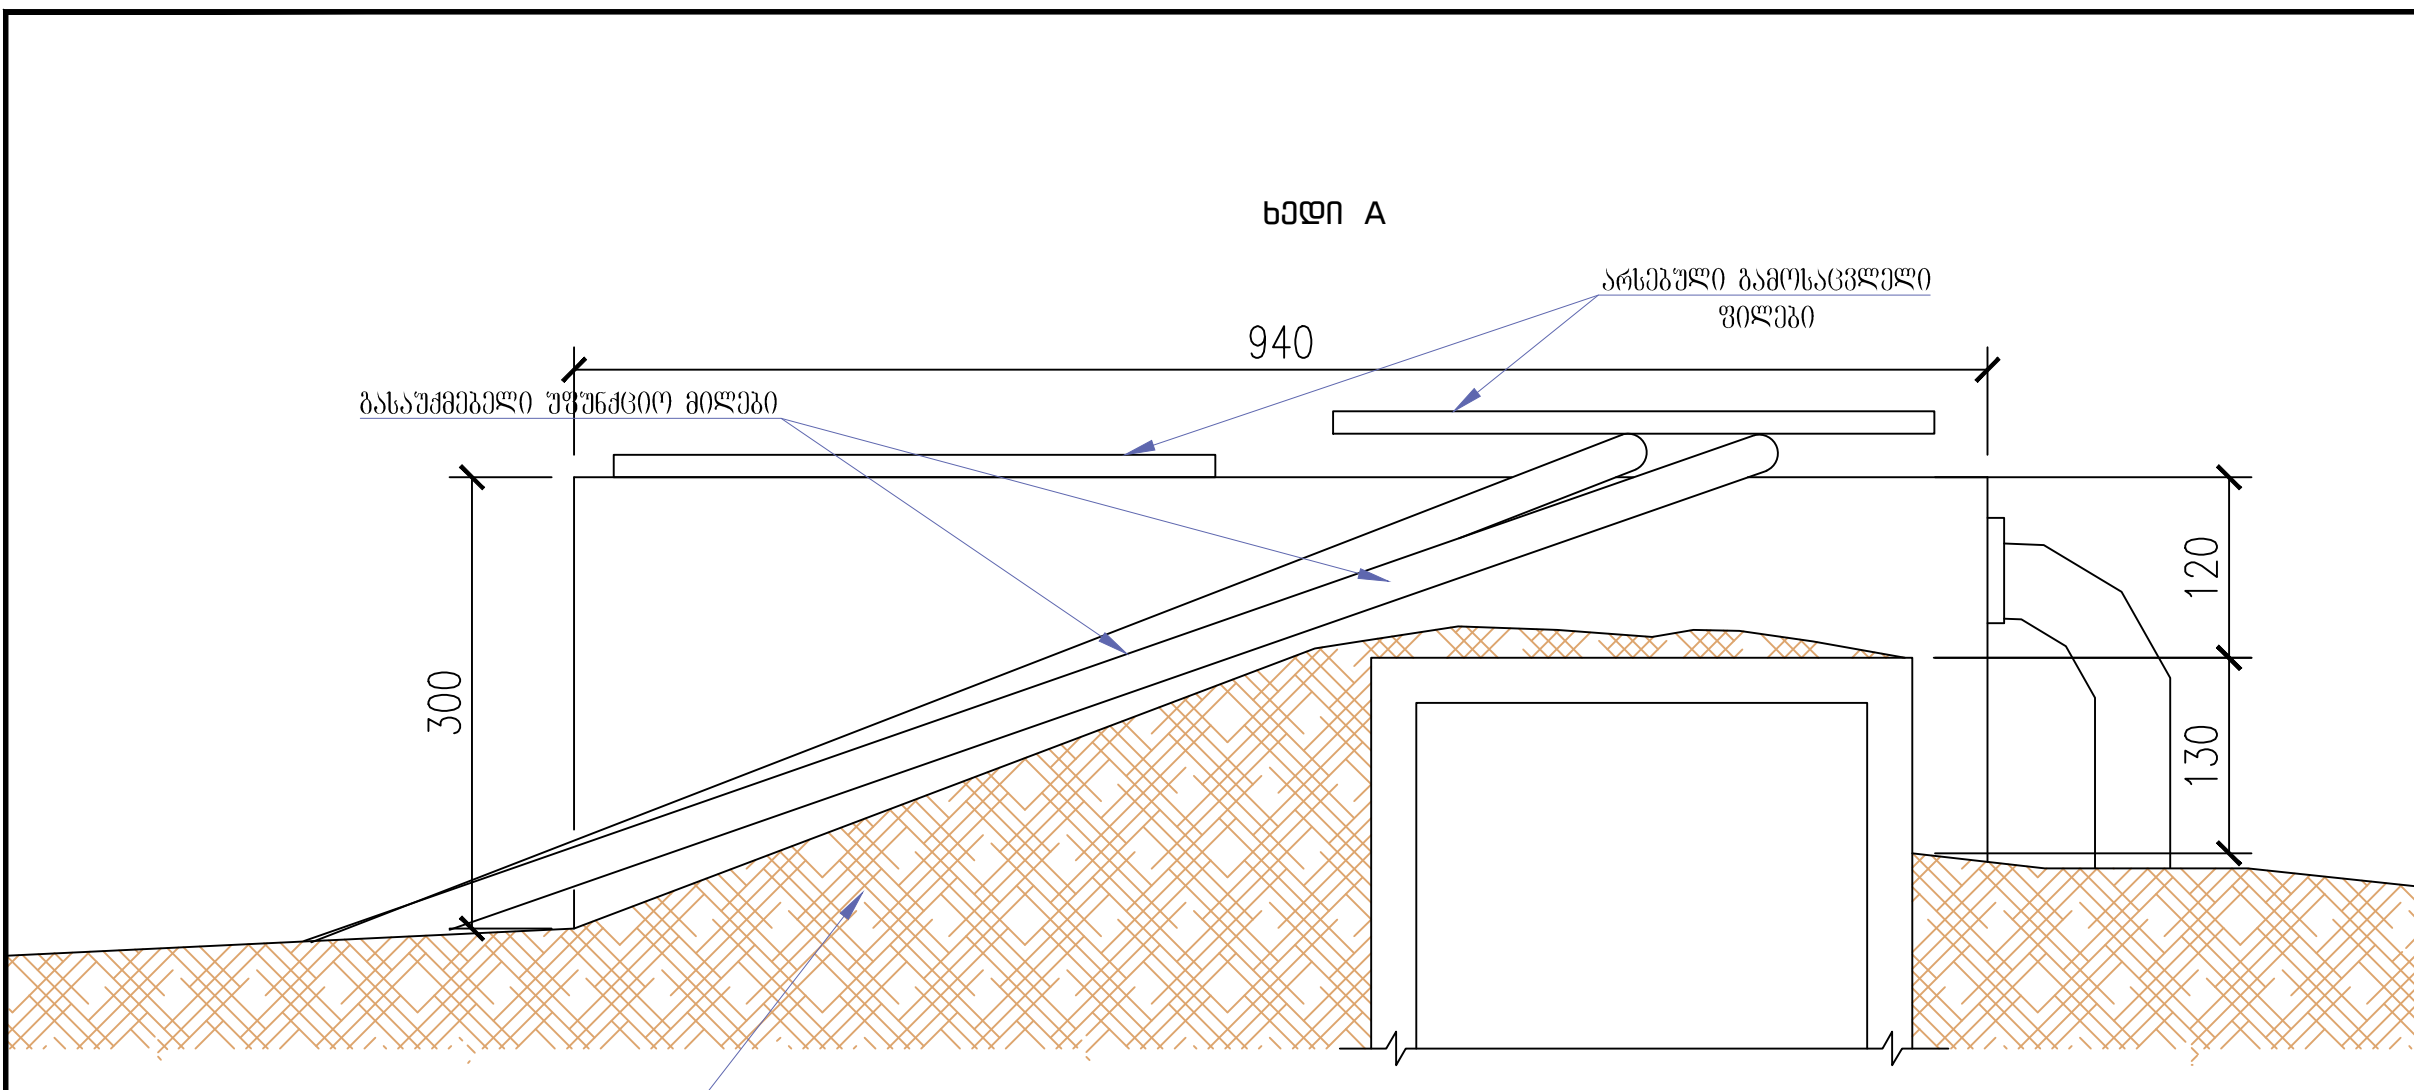 ხედი A
არსებული გამოსაცვლელი
ფილები
940
გასაუქმებელი უფუნქციო მილები
300
120
130